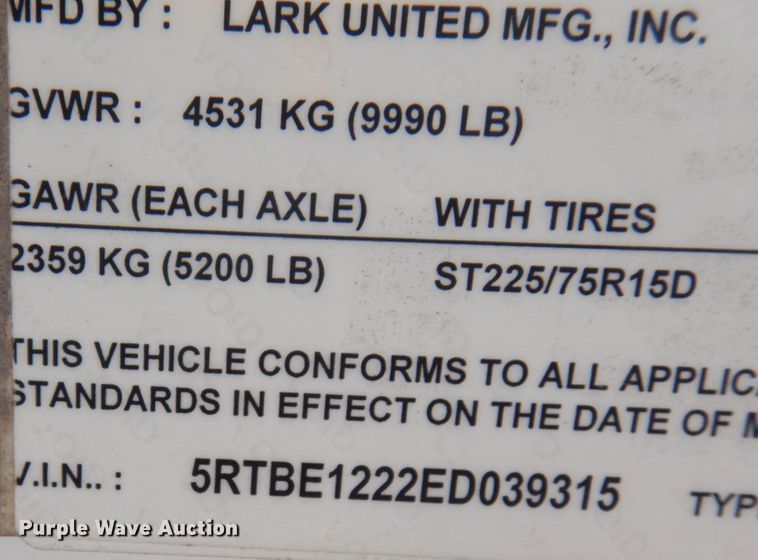 MFD BY : LARK UNITED MFG., INC.
GVWR : 4531 KG (9990 LB)
GAWR (EACH AXLE) WITH TIRES
2359 KG (5200 LB) ST225/75R15D
THIS VEHICLE CONFORMS TO ALL APPLICA
STANDARDS IN EFFECT ON THE DATE OF M
V.I.N.. : 5RTBE1222ED039315 TYP
Purple Wave Auction